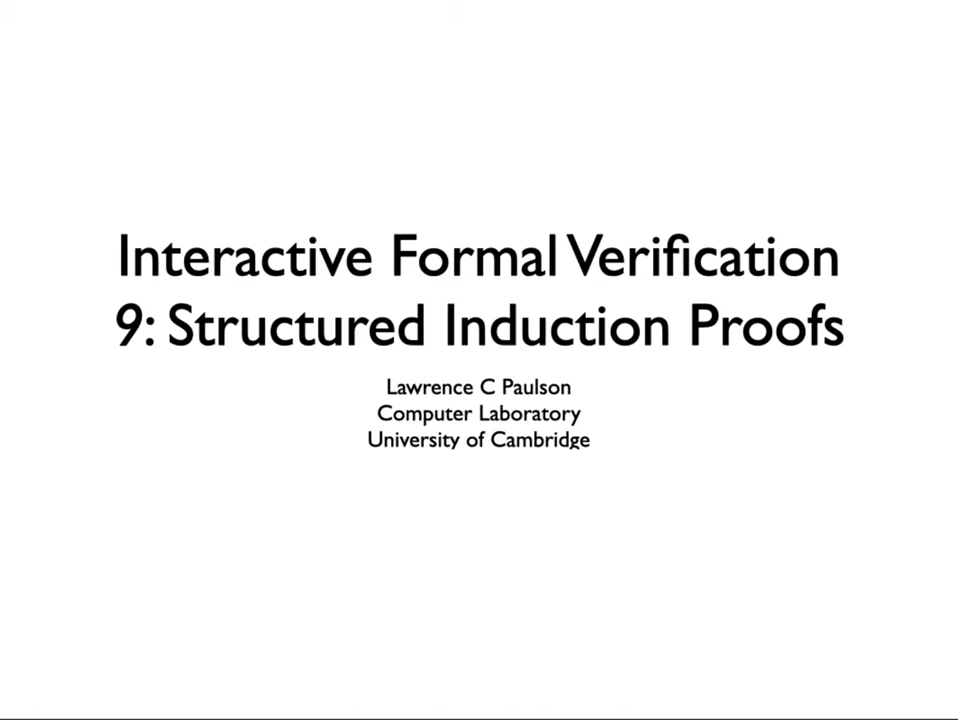 Interactive Formal Verification
9: Structured Induction Proofs
Lawrence C Paulson
Computer Laboratory
University of Cambridge